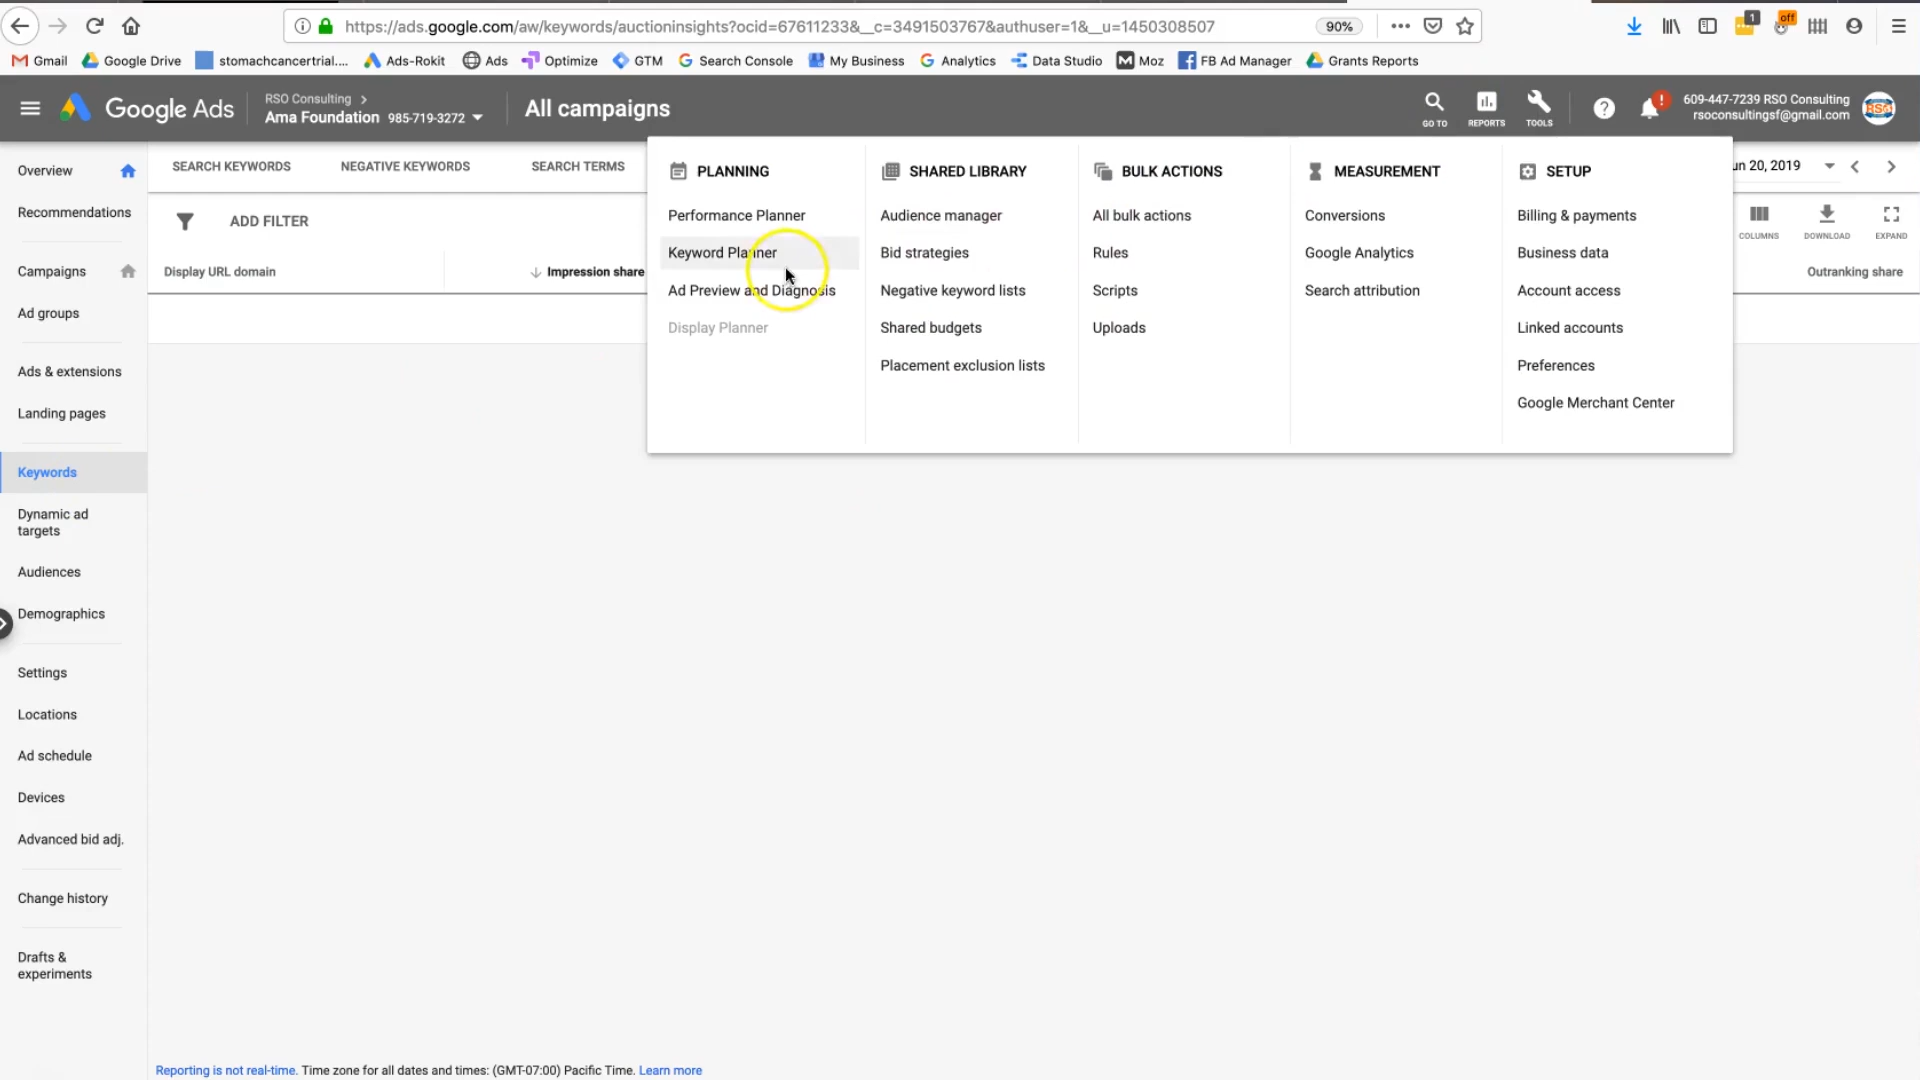 https://ads.google.com/aw/keywords/auctioninsights?ocid=67611233&__c=3491503767&authuser=1&__u=1450308507
90%
1
off
Gmail
Google Drive
stomachcancertrial....
Ads-Rokit
Ads
Optimize
GTM
Search Console
My Business
Analytics
Data Studio
Moz
FB Ad Manager
Grants Reports
Google Ads
RSO Consulting
Ama Foundation 985-719-3272
All campaigns
GO TO
REPORTS
TOOLS
!
609-447-7239 RSO Consulting
rsoconsultingsf@gmail.com
RSO
Overview
Recommendations
Campaigns
Ad groups
Ads & extensions
Landing pages
Keywords
Dynamic ad
targets
Audiences
Demographics
Settings
Locations
Ad schedule
Devices
Advanced bid adj.
Change history
Drafts &
experiments
SEARCH KEYWORDS
NEGATIVE KEYWORDS
SEARCH TERMS
un 20, 2019
ADD FILTER
COLUMNS
DOWNLOAD
EXPAND
Display URL domain
Impression share
Outranking share
PLANNING
Performance Planner
Keyword Planner
Ad Preview and Diagnosis
Display Planner
SHARED LIBRARY
Audience manager
Bid strategies
Negative keyword lists
Shared budgets
Placement exclusion lists
BULK ACTIONS
All bulk actions
Rules
Scripts
Uploads
MEASUREMENT
Conversions
Google Analytics
Search attribution
SETUP
Billing & payments
Business data
Account access
Linked accounts
Preferences
Google Merchant Center
Reporting is not real-time. Time zone for all dates and times: (GMT-07:00) Pacific Time. Learn more